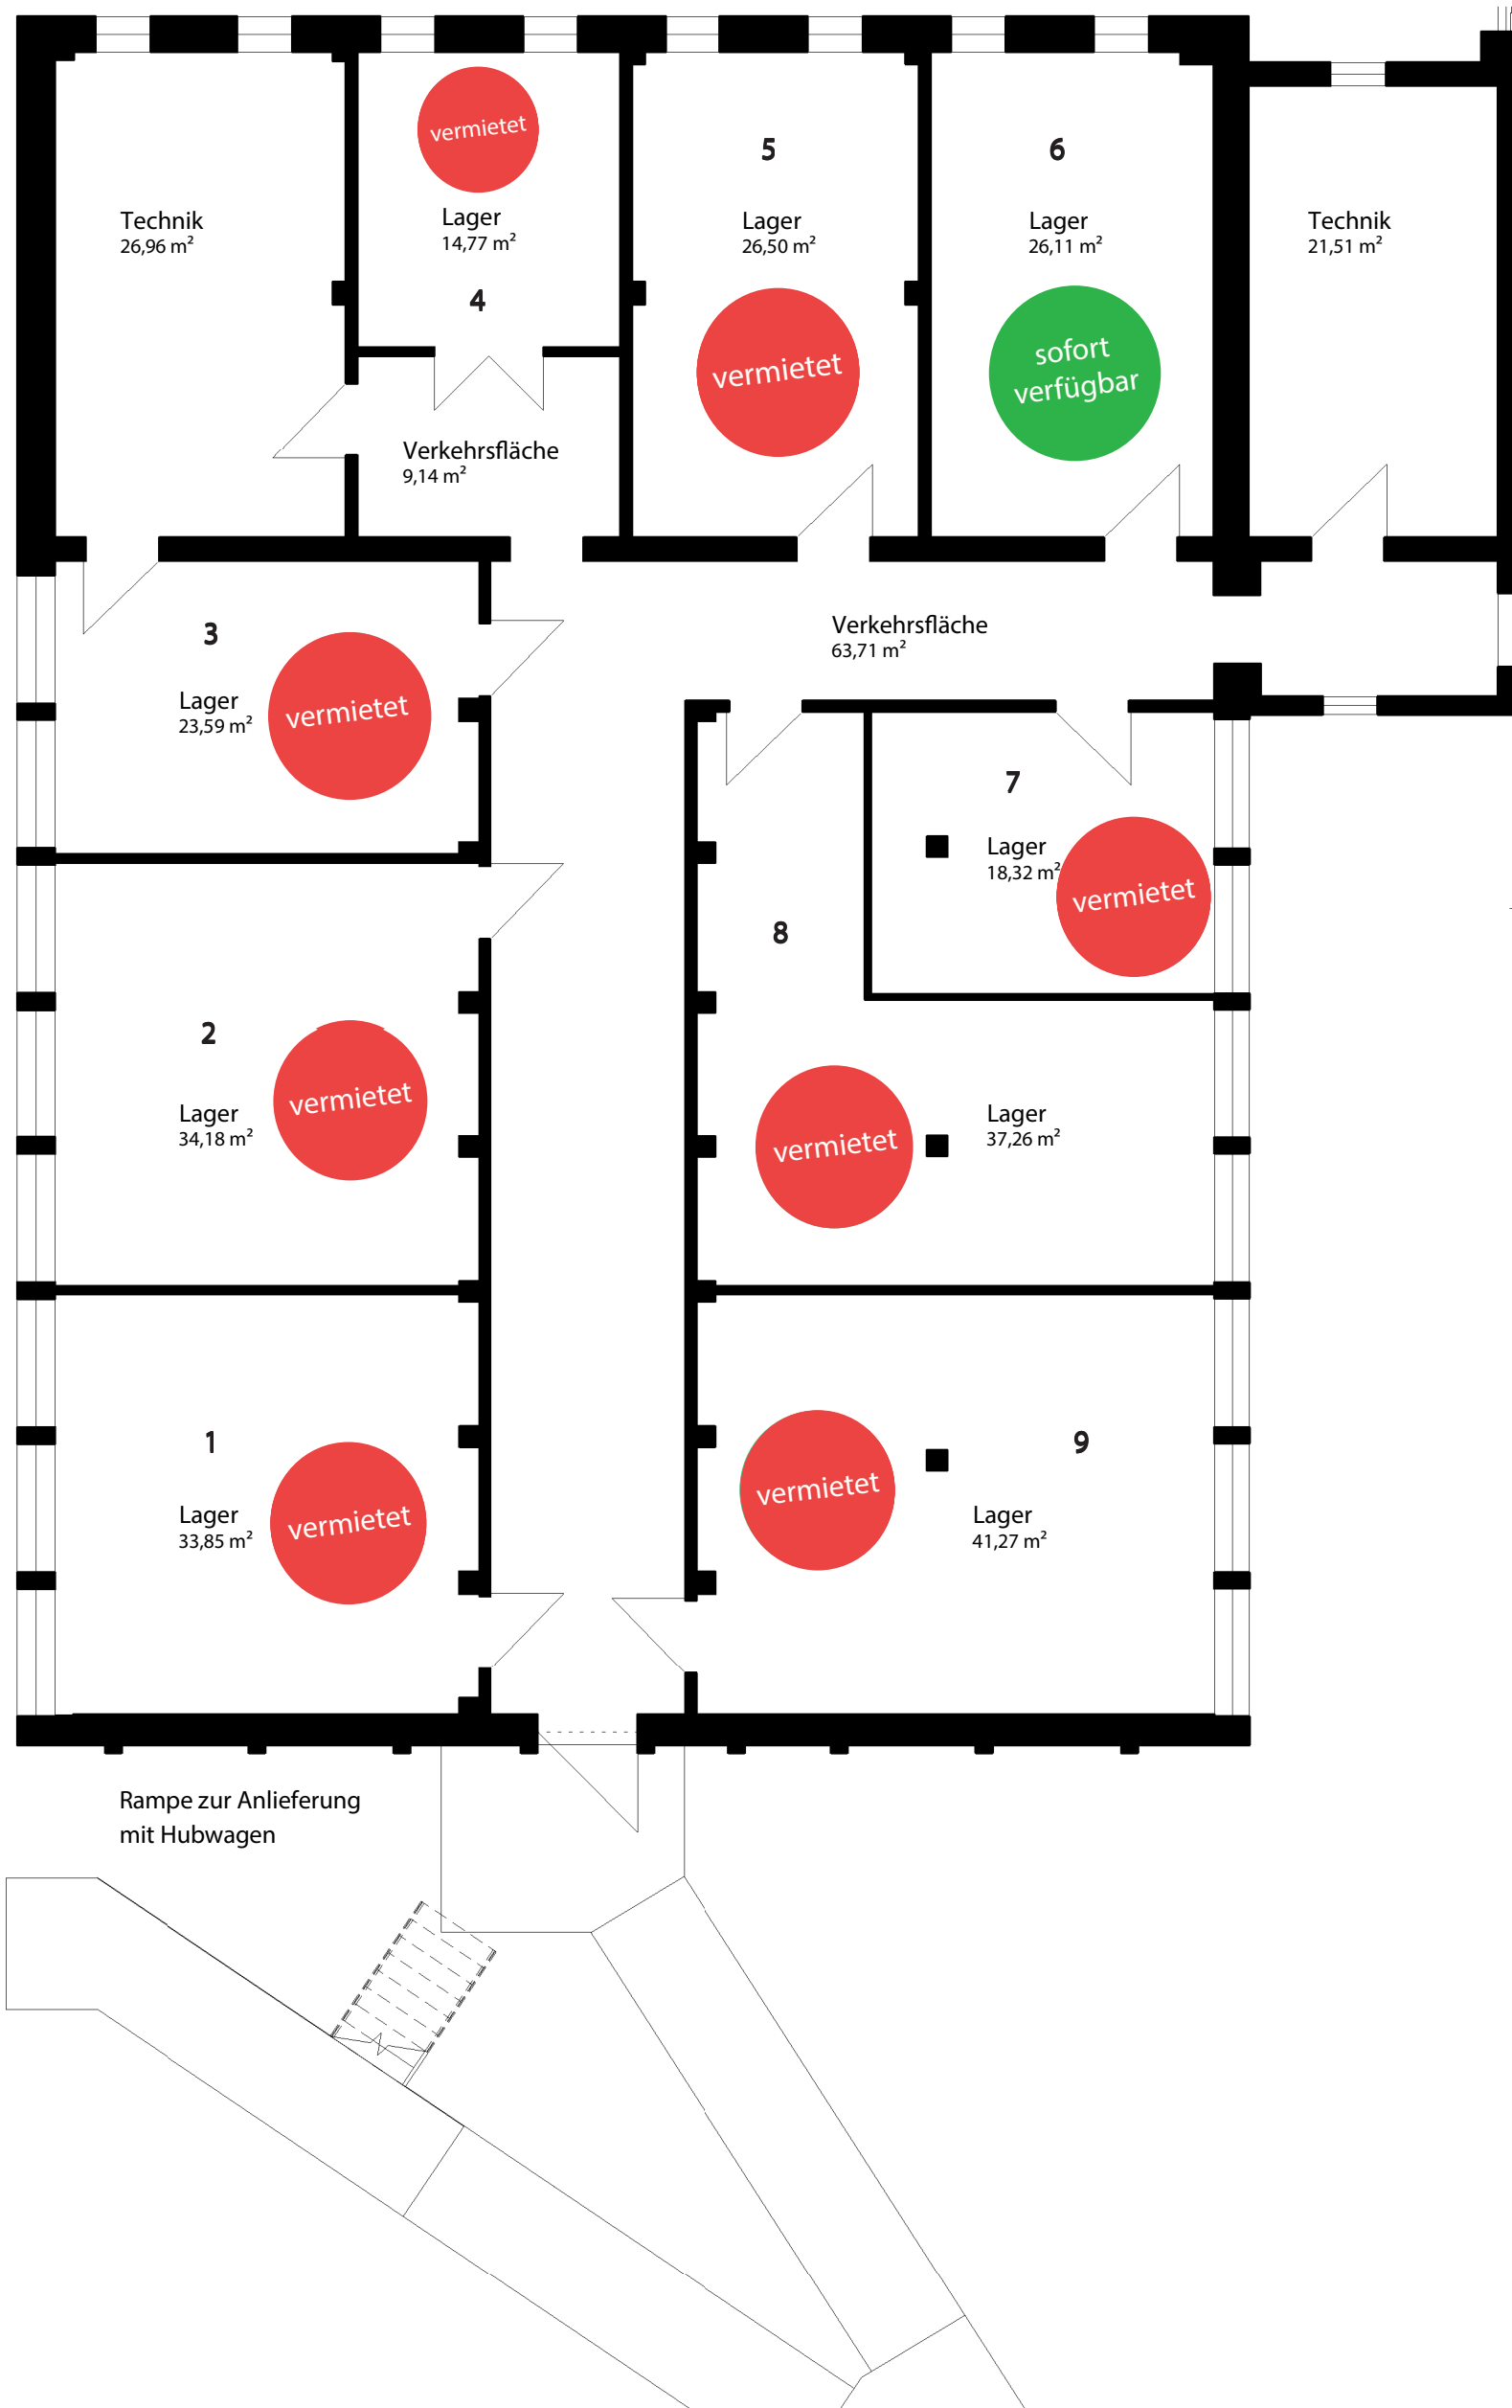 vermietet
5
6
Technik
26,96 m²
Lager
14,77 m²
4
Lager
26,50 m²
Lager
26,11 m²
Technik
21,51 m²
vermietet
sofort
verfügbar
Verkehrsfläche
9,14 m²
3
Lager
23,59 m²
vermietet
Verkehrsfläche
63,71 m²
7
Lager
18,32 m²
vermietet
8
2
Lager
34,18 m²
vermietet
vermietet
Lager
37,26 m²
1
Lager
33,85 m²
vermietet
vermietet
9
Lager
41,27 m²
Rampe zur Anlieferung
mit Hubwagen